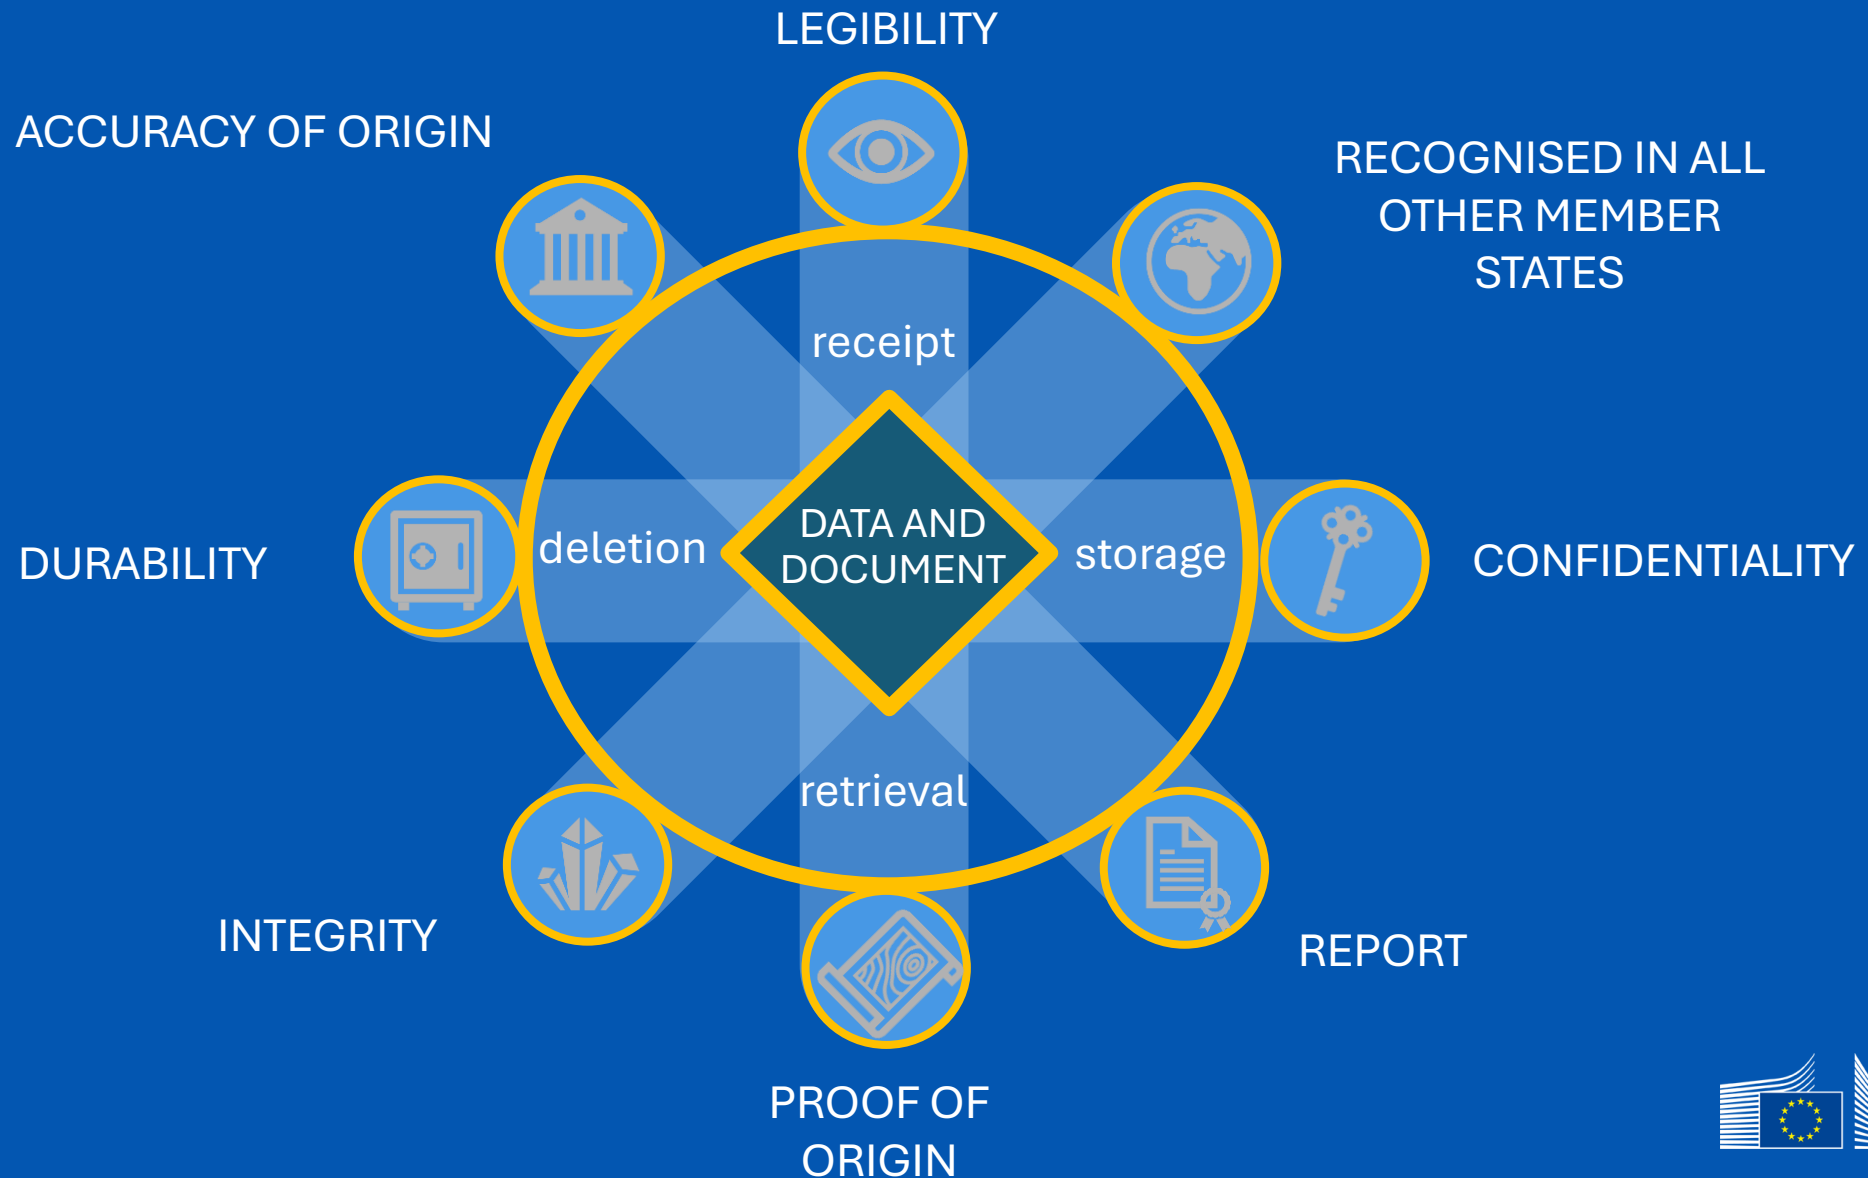 LEGIBILITY
ACCURACY OF ORIGIN
RECOGNISED IN ALL
OTHER MEMBER
STATES
receipt
DATA AND
DOCUMENT
deletion
storage
DURABILITY
CONFIDENTIALITY
retrieval
INTEGRITY
REPORT
PROOF OF
ORIGIN